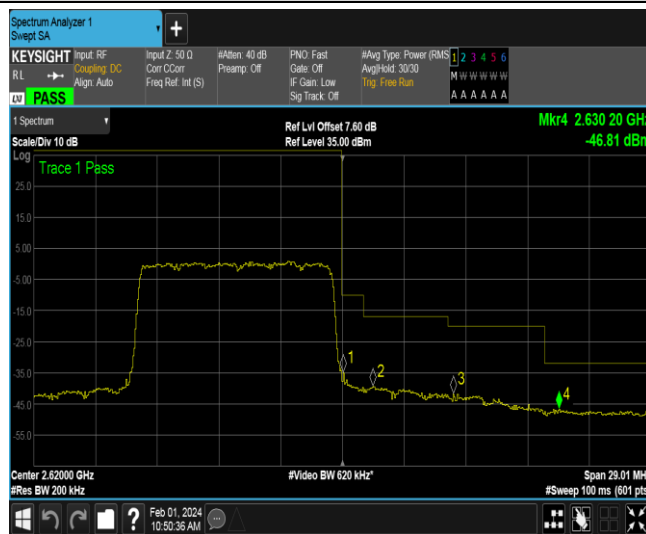 Spectrum Analyzer 1
Swept SA
+
KEYSIGHT Input: RF Input Z: 50 Ω #Atten: 40 dB PNO: Fast #Avg Type: Power (RMS 1 2 3 4 5 6
RL Coupling: DC Corr CCorr Preamp: Off Gate: Off Avg|Hold: 30/30 M W W W W W
Align: Auto Freq Ref: Int (S) IF Gain: Low Trig: Free Run
Sig Track: Off A A A A A A
LXI PASS
1 Spectrum Ref Lvl Offset 7.60 dB Mkr4 2.630 20 GHz
Scale/Div 10 dB Ref Level 35.00 dBm -46.81 dBm
Log
Trace 1 Pass
25.0
15.0
5.00
-5.00
-15.0
-25.0
-35.0
-45.0
-55.0
1
2
3
4
Center 2.62000 GHz #Video BW 620 kHz* Span 29.01 MH
#Res BW 200 kHz #Sweep 100 ms (601 pts
? Feb 01, 2024
10:50:36 AM